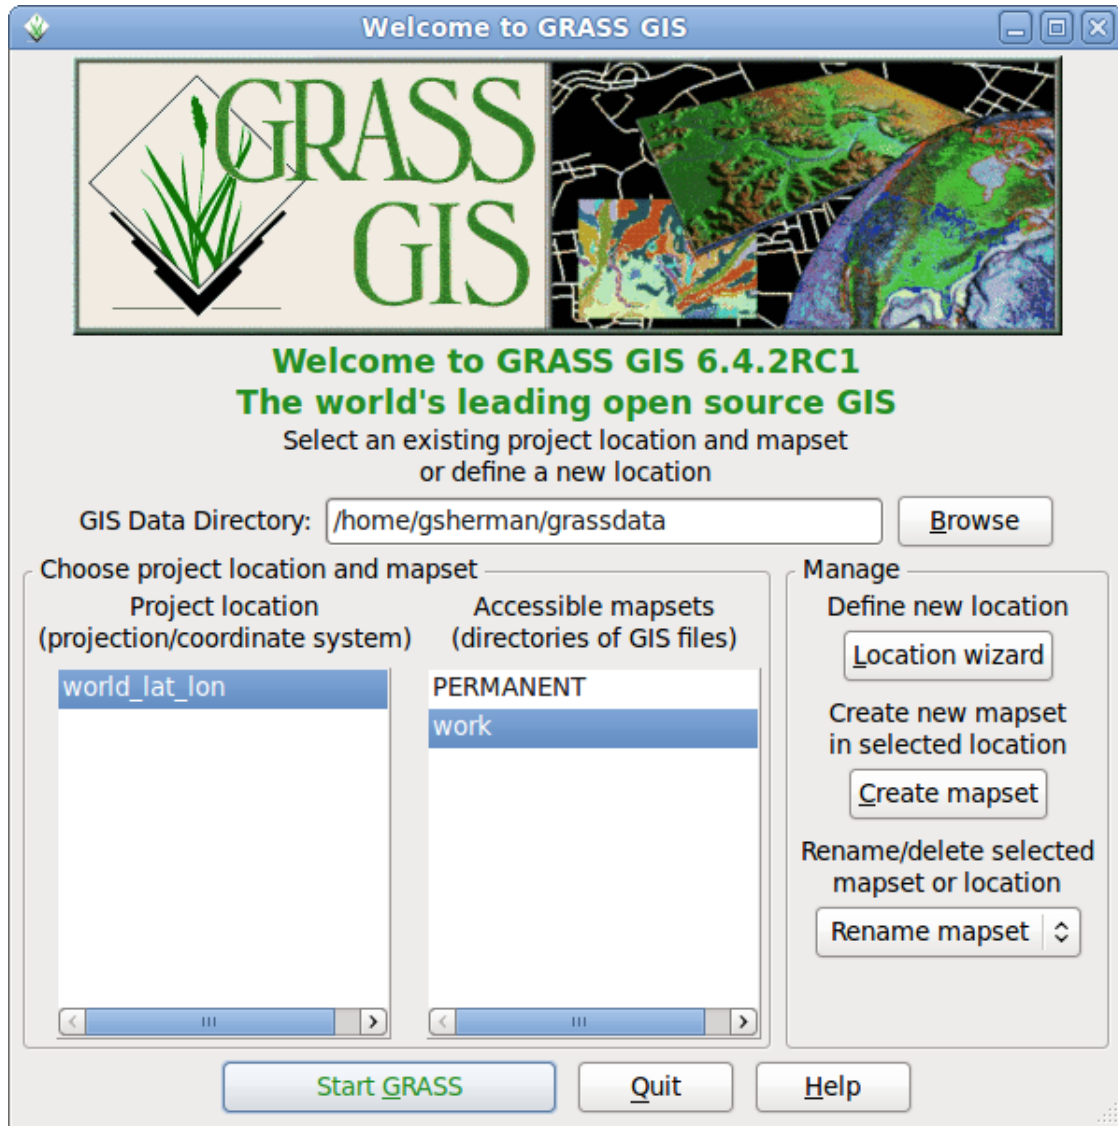 Welcome to GRASS GIS
GRASS
GIS
Welcome to GRASS GIS 6.4.2RC1
The world's leading open source GIS
Select an existing project location and mapset
or define a new location
GIS Data Directory: /home/gsherman/grassdata Browse
Choose project location and mapset
Project location
(projection/coordinate system)
world_lat_lon
Accessible mapsets
(directories of GIS files)
PERMANENT
work
Manage
Define new location
Location wizard
Create new mapset
in selected location
Create mapset
Rename/delete selected
mapset or location
Rename mapset
Start GRASS Quit Help